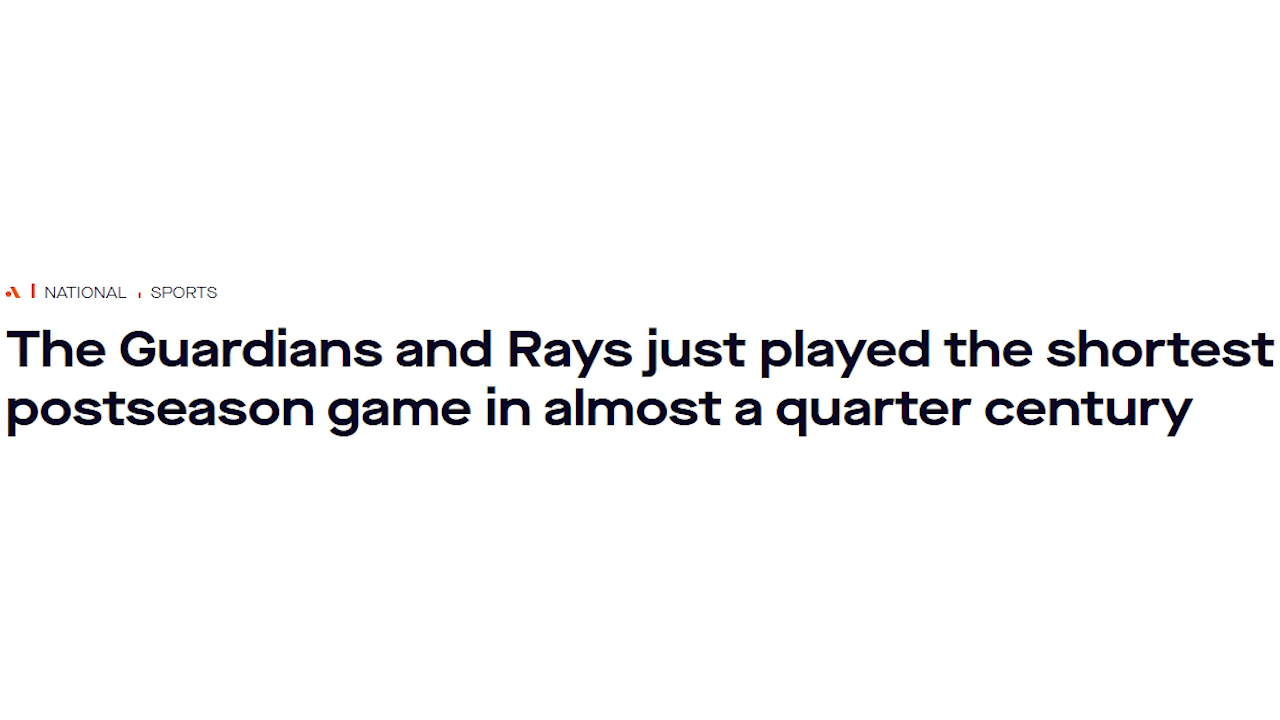 NATIONAL SPORTS
The Guardians and Rays just played the shortest
postseason game in almost a quarter century